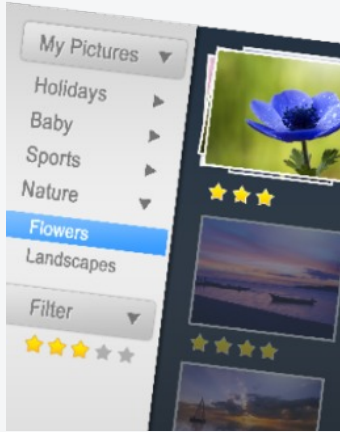 My Pictures
Holidays
Baby
Sports
Nature
Flowers
Landscapes
Filter